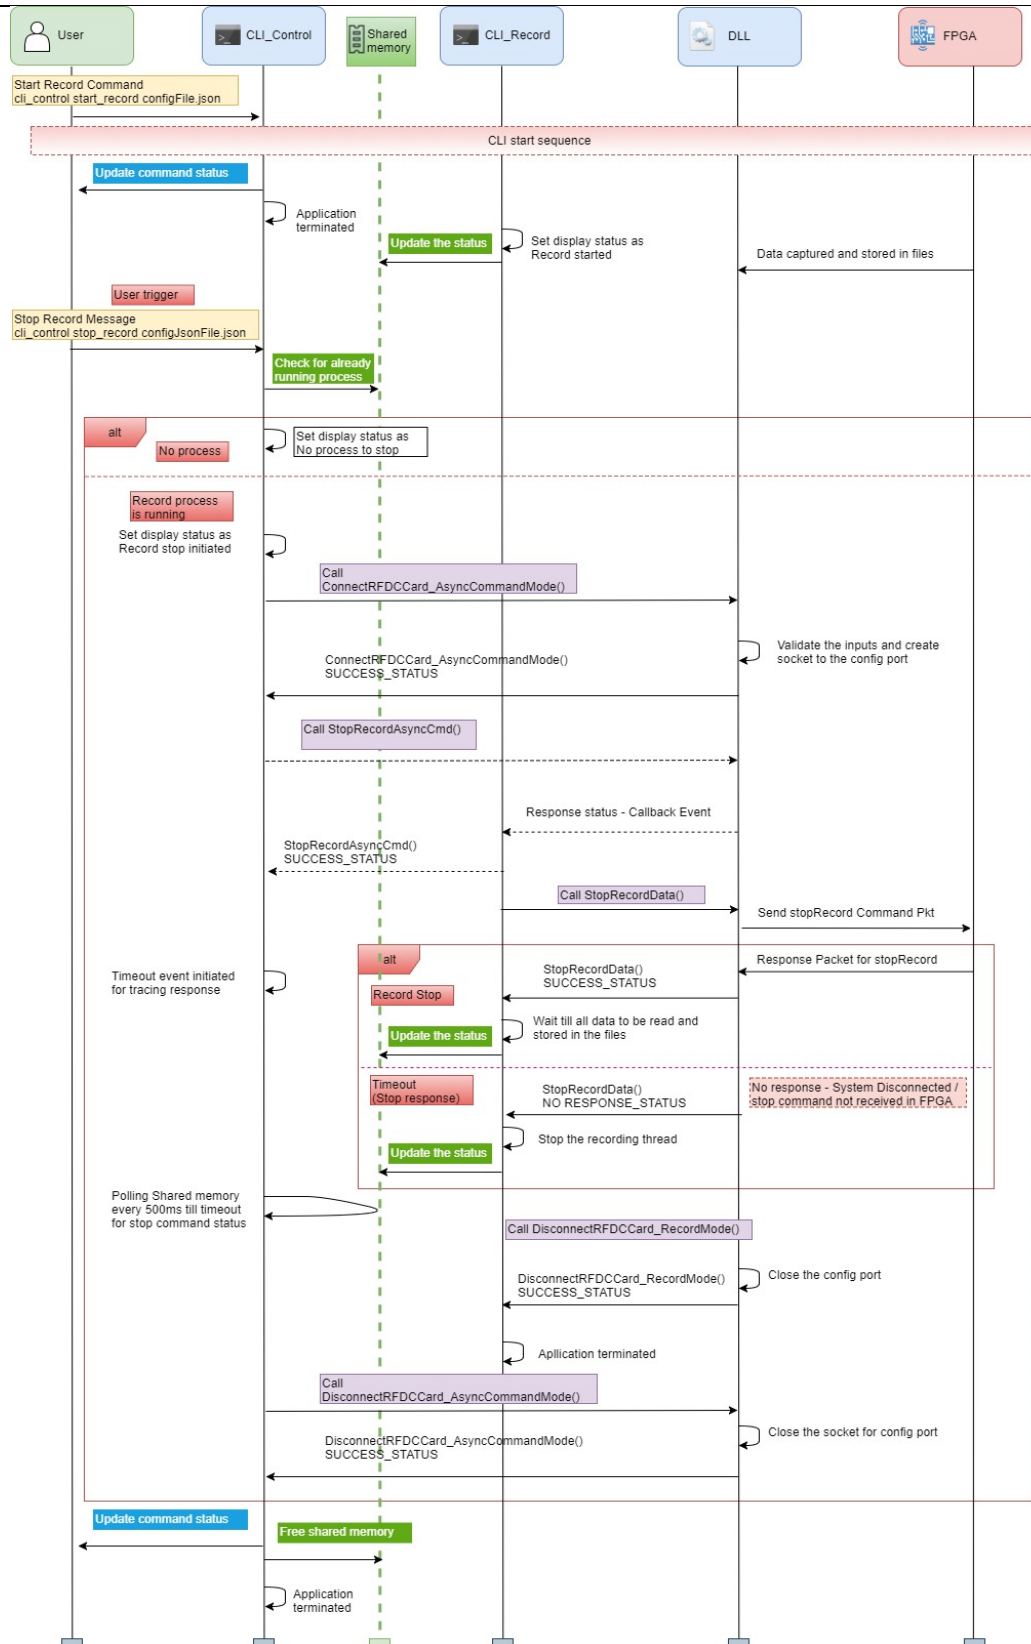 User
CLI_Control
Shared
memory
CLI_Record
DLL
FPGA
Start Record Command
cli_control start_record configFile.json
CLI start sequence
Update command status
Application
terminated
Update the status
Set display status as
Record started
Data captured and stored in files
User trigger
Stop Record Message
cli_control stop_record configJsonFile.json
Check for already
running process
alt
No process
Set display status as
No process to stop
Record process
is running
Set display status as
Record stop initiated
Call
ConnectRFDCCard_AsyncCommandMode()
Validate the inputs and create
socket to the config port
ConnectRFDCCard_AsyncCommandMode()
SUCCESS_STATUS
Call StopRecordAsyncCmd()
Response status - Callback Event
StopRecordAsyncCmd()
SUCCESS_STATUS
Call StopRecordData()
Send stopRecord Command Pkt
alt
Response Packet for stopRecord
Timeout event initiated
for tracing response
StopRecordData()
SUCCESS_STATUS
Record Stop
Wait till all data to be read and
stored in the files
Update the status
Timeout
(Stop response)
StopRecordData()
NO RESPONSE_STATUS
No response - System Disconnected /
stop command not received in FPGA
Stop the recording thread
Update the status
Polling Shared memory
every 500ms till timeout
for stop command status
Call DisconnectRFDCCard_RecordMode()
Close the config port
DisconnectRFDCCard_RecordMode()
SUCCESS_STATUS
Apllication terminated
Call
DisconnectRFDCCard_AsyncCommandMode()
Close the socket for config port
DisconnectRFDCCard_AsyncCommandMode()
SUCCESS_STATUS
Update command status
Free shared memory
Application
terminated